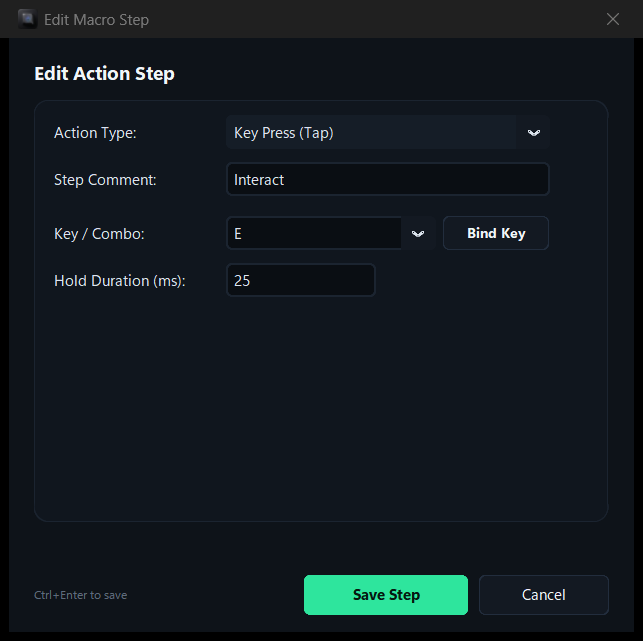 Edit Macro Step
Edit Action Step
Action Type: Key Press (Tap)
Step Comment: Interact
Key / Combo: E Bind Key
Hold Duration (ms): 25
Ctrl+Enter to save Save Step Cancel